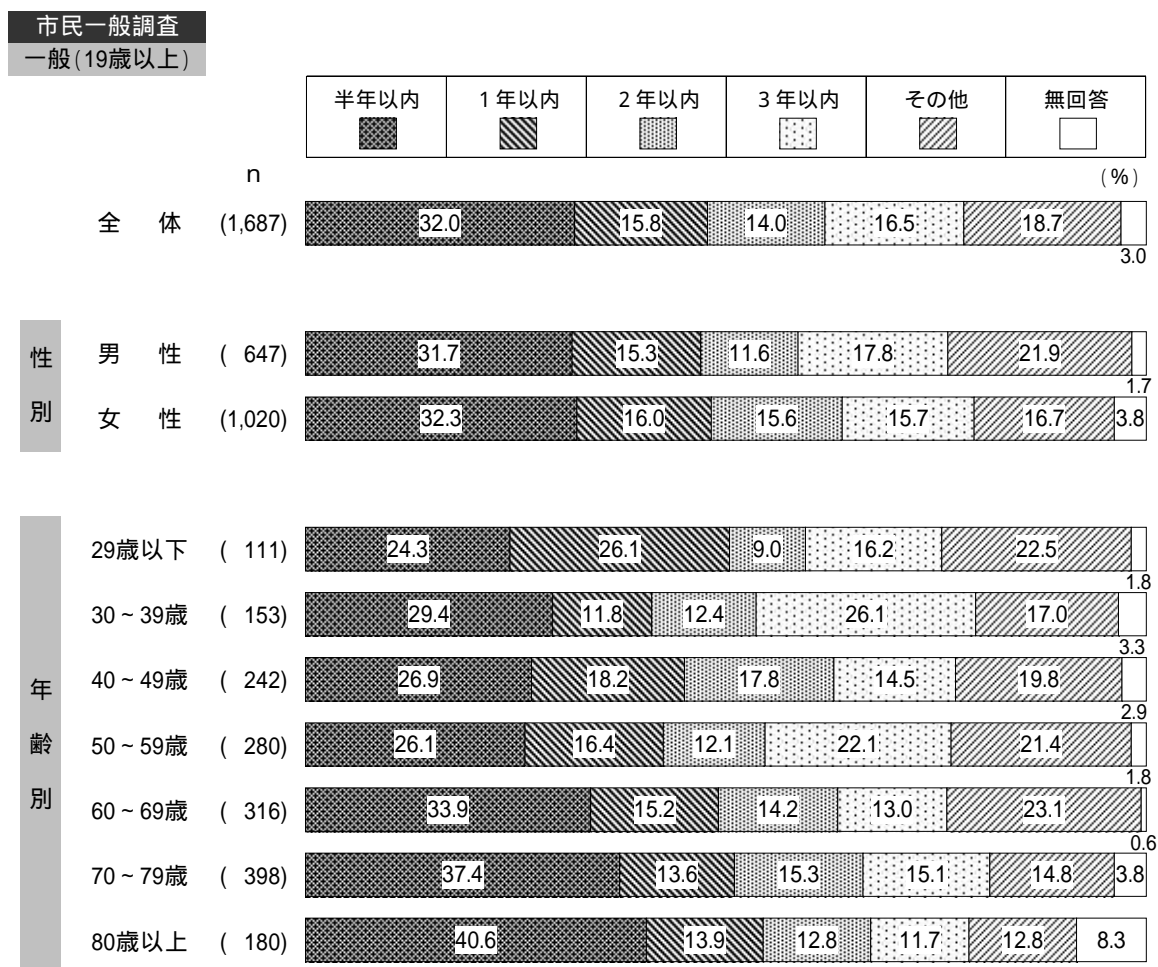 市民一般調査
一般(19歳以上)
半年以内 1年以内 2年以内 3年以内 その他 無回答
n (%)
全 体 (1,687) 32.0 15.8 14.0 16.5 18.7
3.0
性別
男 性 ( 647) 31.7 15.3 11.6 17.8 21.9
1.7
女 性 (1,020) 32.3 16.0 15.6 15.7 16.7 3.8
年齢別
29歳以下 ( 111) 24.3 26.1 9.0 16.2 22.5
1.8
30~39歳 ( 153) 29.4 11.8 12.4 26.1 17.0
3.3
40~49歳 ( 242) 26.9 18.2 17.8 14.5 19.8
2.9
50~59歳 ( 280) 26.1 16.4 12.1 22.1 21.4
1.8
60~69歳 ( 316) 33.9 15.2 14.2 13.0 23.1
0.6
70~79歳 ( 398) 37.4 13.6 15.3 15.1 14.8 3.8
80歳以上 ( 180) 40.6 13.9 12.8 11.7 12.8 8.3